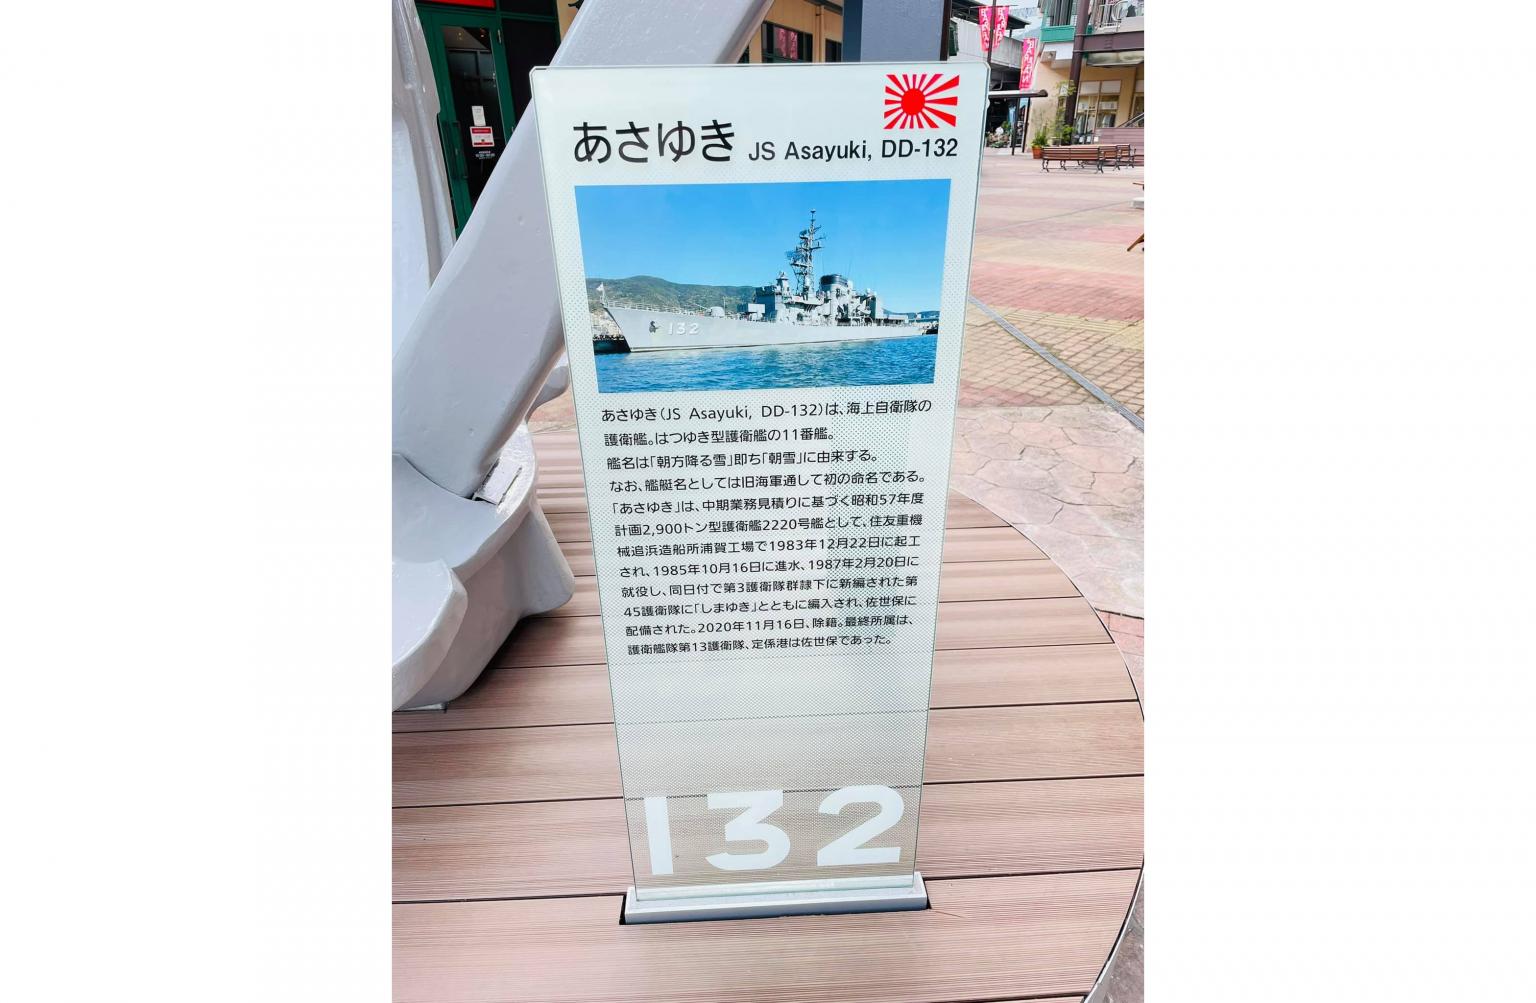 あさゆき JS Asayuki, DD-132
132
あさゆき(JS Asayuki, DD-132)は、海上自衛隊の
護衛艦。はつゆき型護衛艦の11番艦。
艦名は「朝方降る雪」即ち「朝雪」に由来する。
なお、艦艇名としては旧海軍通して初の命名である。
「あさゆき」は、中期業務見積りに基づく昭和57年度
計画2,900トン型護衛艦2220号艦として、住友重機
械追浜造船所浦賀工場で1983年12月22日に起工
され、1985年10月16日に進水、1987年2月20日に
就役し、同日付で第3護衛隊群隷下に新編された第
45護衛隊に「しまゆき」とともに編入され、佐世保に
配備された。2020年11月16日、除籍。最終所属は、
護衛艦隊第13護衛隊、定係港は佐世保であった。
132